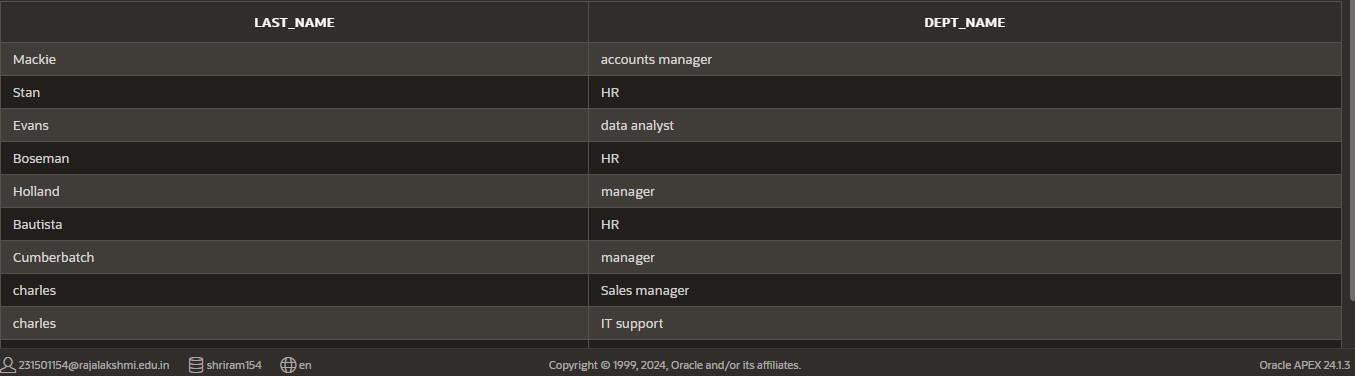 LAST_NAME DEPT_NAME
Mackie accounts manager
Stan HR
Evans data analyst
Boseman HR
Holland manager
Bautista HR
Cumberbatch manager
charles Sales manager
charles IT support
231501154@rajalakshmi.edu.in shriram154 en Copyright © 1999, 2024, Oracle and/or its affiliates. Oracle APEX 24.1.3